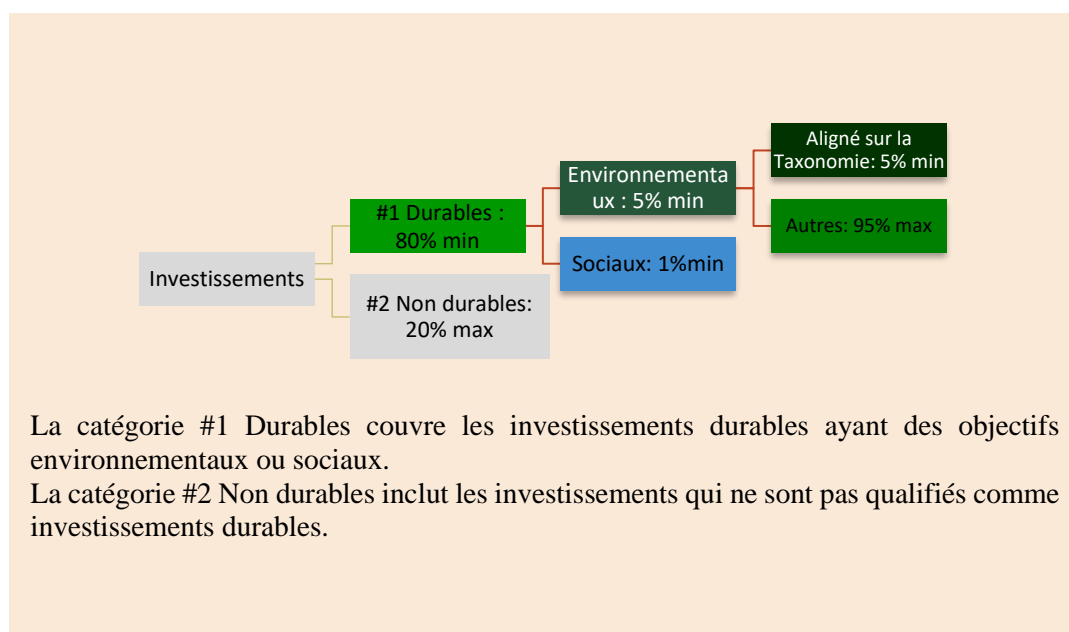 Aligné sur la
Taxonomie: 5% min
Environnementa
ux : 5% min
#1 Durables :
80% min
Autres: 95% max
Sociaux: 1%min
Investissements
#2 Non durables:
20% max
La catégorie #1 Durables couvre les investissements durables ayant des objectifs
environnementaux ou sociaux.
La catégorie #2 Non durables inclut les investissements qui ne sont pas qualifiés comme
investissements durables.